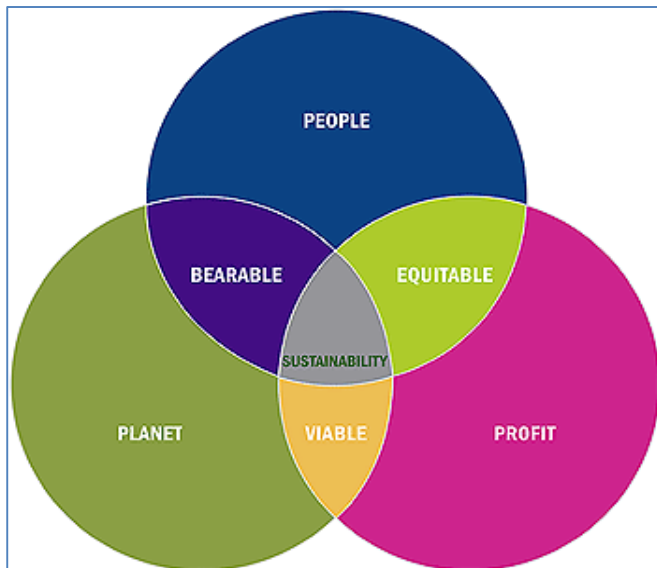 PEOPLE
BEARABLE
EQUITABLE
SUSTAINABILITY
PLANET
VIABLE
PROFIT